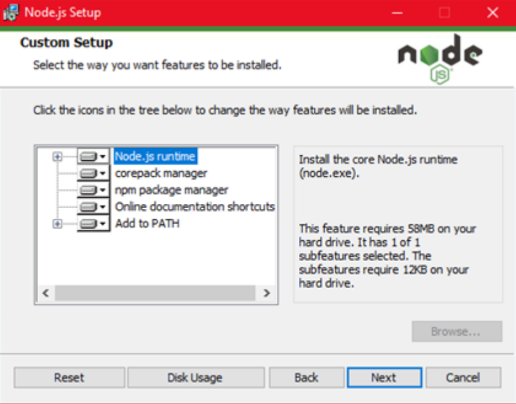 Node.js Setup
Custom Setup
Select the way you want features to be installed.
node
JS
Click the icons in the tree below to change the way features will be installed.
Node.js runtime
corepack manager
npm package manager
Online documentation shortcuts
Add to PATH
Install the core Node.js runtime
(node.exe).
This feature requires 58MB on your
hard drive. It has 1 of 1
subfeatures selected. The
subfeatures require 12KB on your
hard drive.
Browse...
Reset
Disk Usage
Back
Next
Cancel